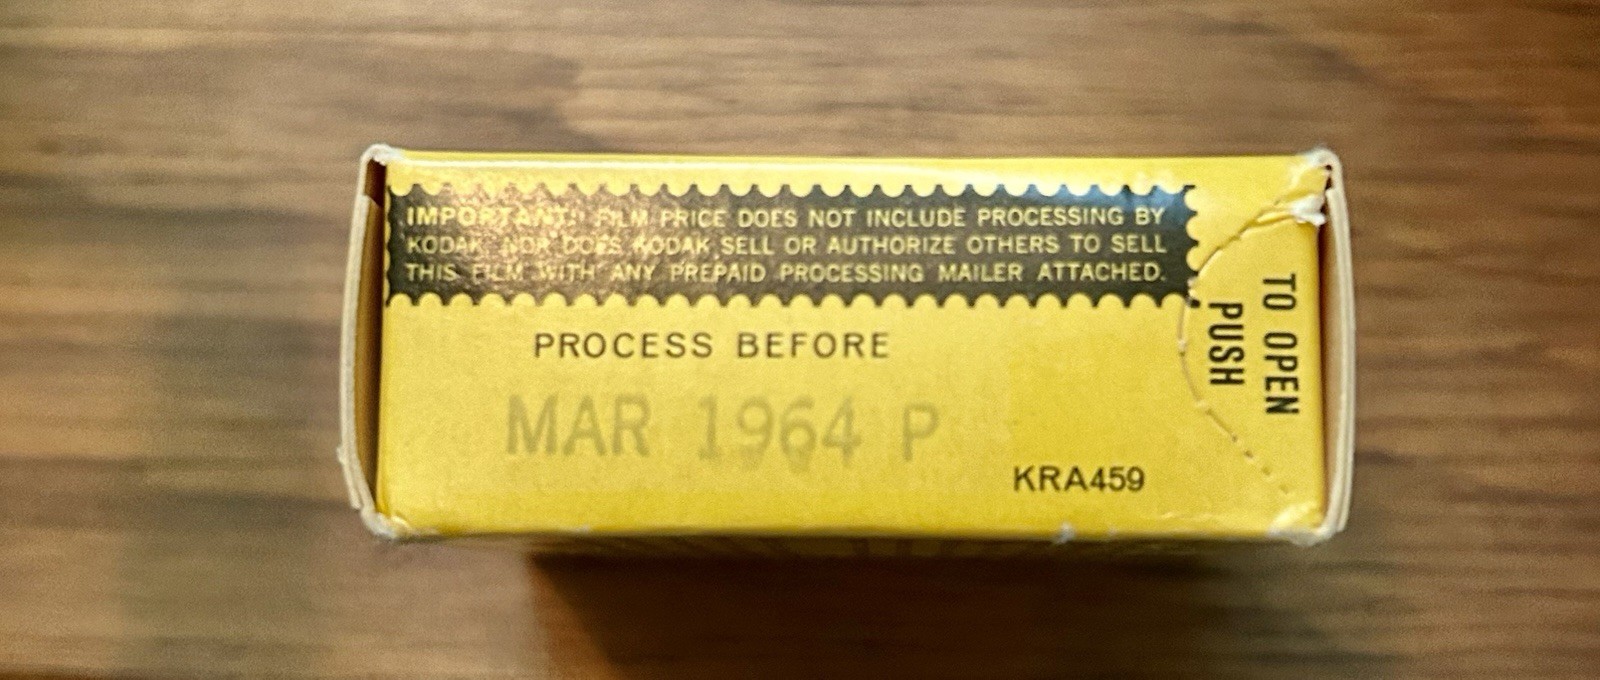 IMPORTANT! FILM PRICE DOES NOT INCLUDE PROCESSING BY
KODAK NOR DOES KODAK SELL OR AUTHORIZE OTHERS TO SELL
THIS FILM WITH ANY PREPAID PROCESSING MAILER ATTACHED.
PROCESS BEFORE
MAR 1964 P
KRA459
TO OPEN
PUSH